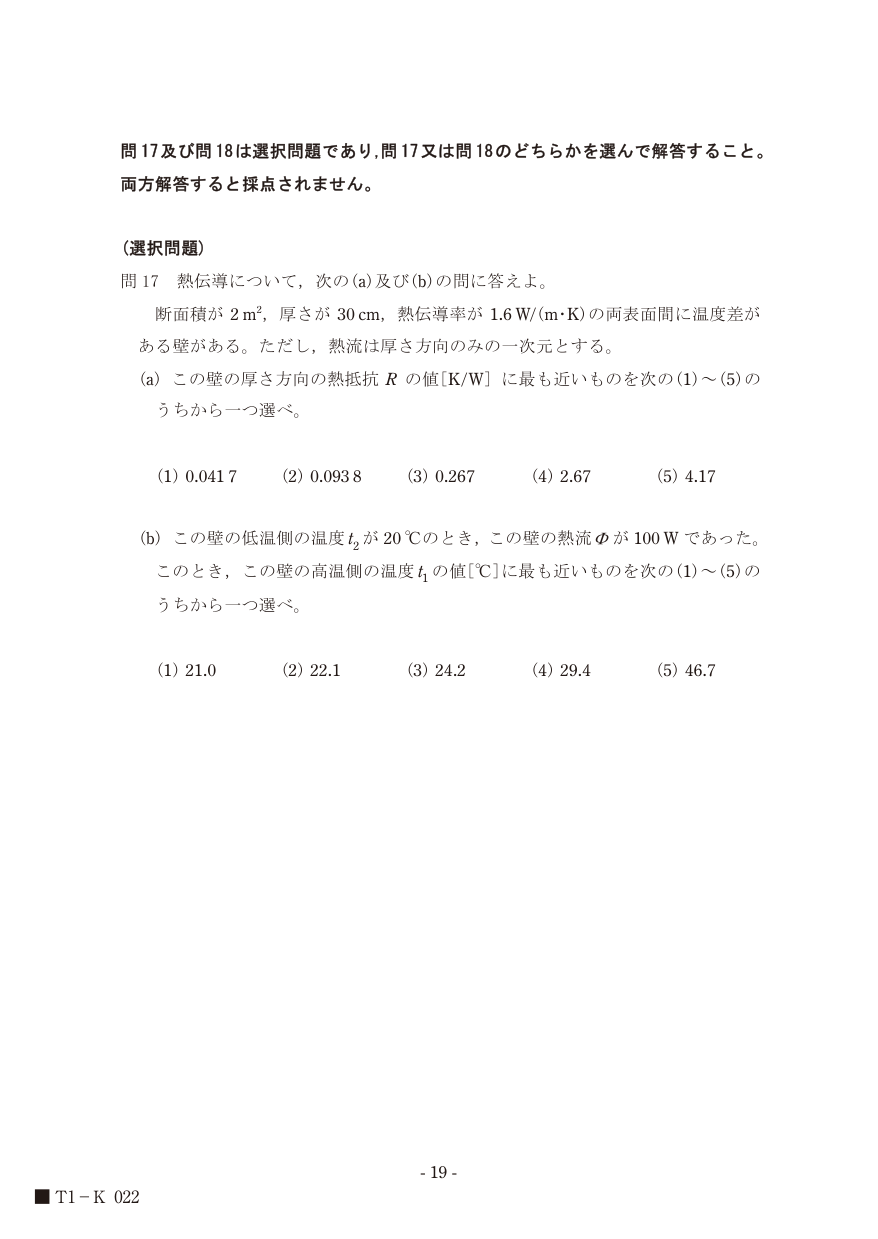 問17及び問18は選択問題であり,問17又は問18のどちらかを選んで解答すること。
両方解答すると採点されません。
(選択問題)
問 17 熱伝導について，次の(a)及び(b)の問に答えよ。
断面積が 2 m²，厚さが 30 cm，熱伝導率が 1.6 W/(m･K)の両表面間に温度差が
ある壁がある。ただし，熱流は厚さ方向のみの一次元とする。
(a) この壁の厚さ方向の熱抵抗 R の値[K/W] に最も近いものを次の(1)～(5)の
うちから一つ選べ。
(1) 0.041 7 (2) 0.093 8 (3) 0.267 (4) 2.67 (5) 4.17
(b) この壁の低温側の温度 t₂ が 20 ℃のとき，この壁の熱流 Φ が 100 W であった。
このとき，この壁の高温側の温度 t₁ の値[℃]に最も近いものを次の(1)～(5)の
うちから一つ選べ。
(1) 21.0 (2) 22.1 (3) 24.2 (4) 29.4 (5) 46.7
- 19 -
■ T1－K 022